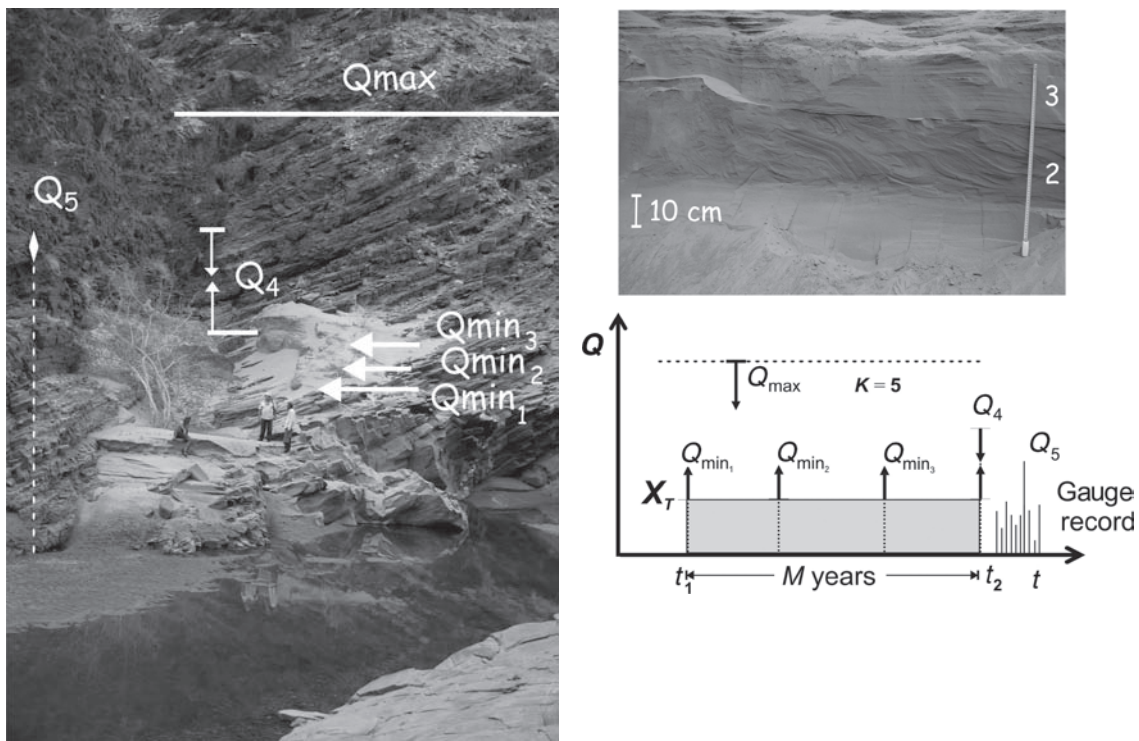 Qmax
Q₅
Q₄
Qmin₃
Qmin₂
Qmin₁
3
2
10 cm
Q
Qmax
K = 5
Q₄
Qmin₁
Qmin₂
Qmin₃
Q₅
X_T
Gauge
record
t₁
M years
t₂
t